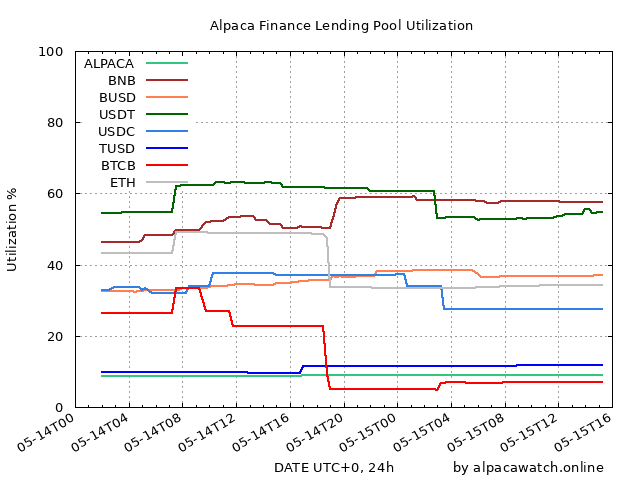 Alpaca Finance Lending Pool Utilization
100
80
60
40
20
0
Utilization %
ALPACA
BNB
BUSD
USDT
USDC
TUSD
BTCB
ETH
05-14T00
05-14T04
05-14T08
05-14T12
05-14T16
05-14T20
05-15T00
05-15T04
05-15T08
05-15T12
05-15T16
DATE UTC+0, 24h
by alpacawatch.online